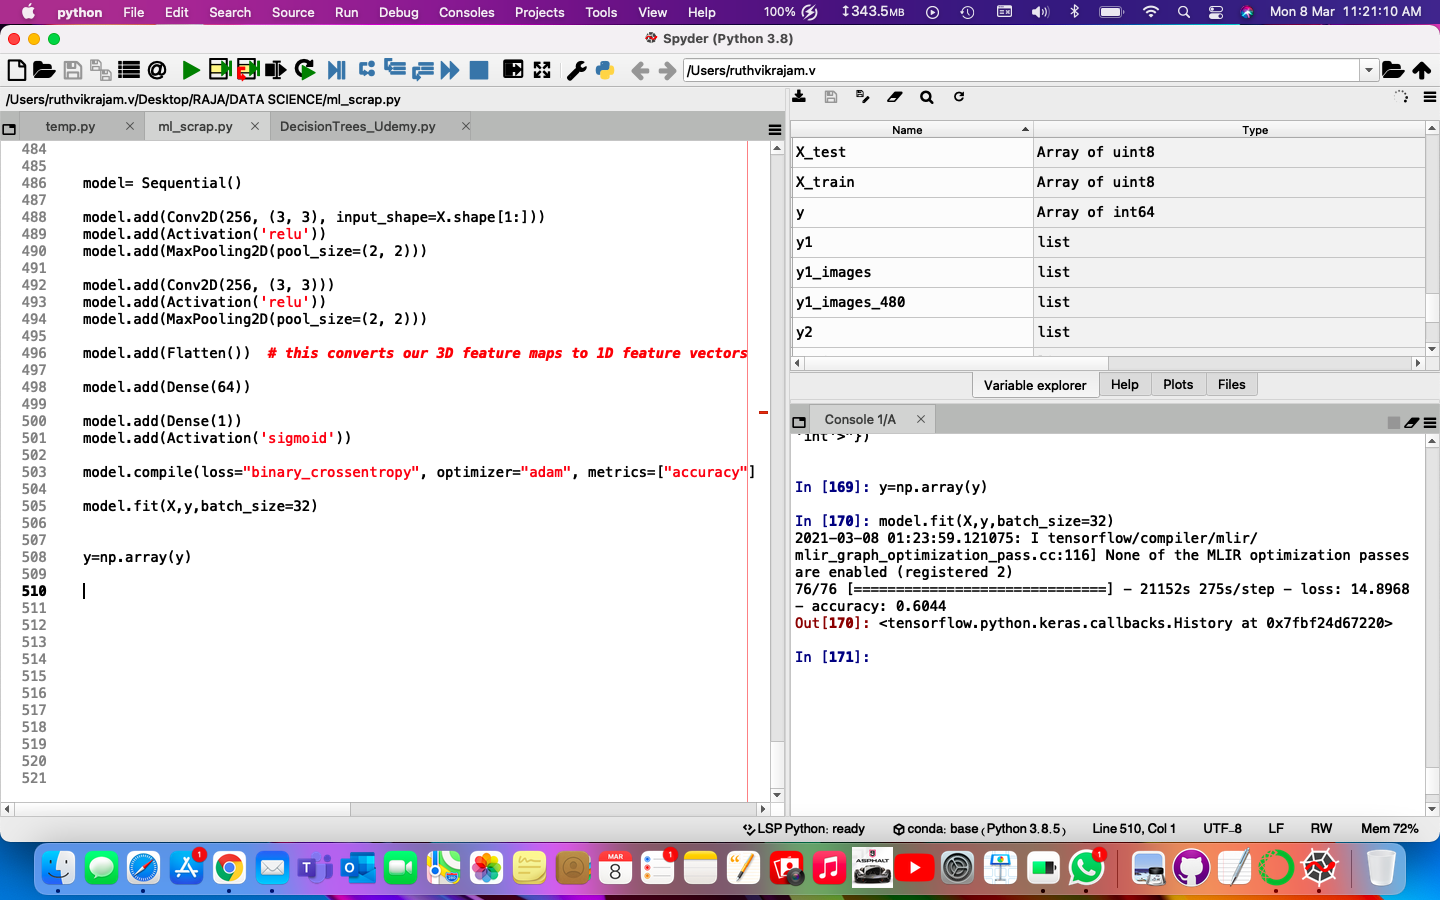 python File Edit Search Source Run Debug Consoles Projects Tools View Help 100% 343.5MB Mon 8 Mar 11:21:10 AM
Spyder (Python 3.8)
/Users/ruthvikrajam.v
/Users/ruthvikrajam.v/Desktop/RAJA/DATA SCIENCE/ml_scrap.py
temp.py ml_scrap.py DecisionTrees_Udemy.py
484
485
486 model= Sequential()
487
488 model.add(Conv2D(256, (3, 3), input_shape=X.shape[1:]))
489 model.add(Activation('relu'))
490 model.add(MaxPooling2D(pool_size=(2, 2)))
491
492 model.add(Conv2D(256, (3, 3)))
493 model.add(Activation('relu'))
494 model.add(MaxPooling2D(pool_size=(2, 2)))
495
496 model.add(Flatten())  # this converts our 3D feature maps to 1D feature vectors
497
498 model.add(Dense(64))
499
500 model.add(Dense(1))
501 model.add(Activation('sigmoid'))
502
503 model.compile(loss="binary_crossentropy", optimizer="adam", metrics=["accuracy"]
504
505 model.fit(X,y,batch_size=32)
506
507
508 y=np.array(y)
509
510
511
512
513
514
515
516
517
518
519
520
521
Name Type
X_test Array of uint8
X_train Array of uint8
y Array of int64
y1 list
y1_images list
y1_images_480 list
y2 list
Variable explorer Help Plots Files
Console 1/A
'int'>"})
In [169]: y=np.array(y)
In [170]: model.fit(X,y,batch_size=32)
2021-03-08 01:23:59.121075: I tensorflow/compiler/mlir/
mlir_graph_optimization_pass.cc:116] None of the MLIR optimization passes
are enabled (registered 2)
76/76 [==============================] - 21152s 275s/step - loss: 14.8968
- accuracy: 0.6044
Out[170]: <tensorflow.python.keras.callbacks.History at 0x7fbf24d67220>
In [171]:
LSP Python: ready conda: base (Python 3.8.5) Line 510, Col 1 UTF-8 LF RW Mem 72%
1 MAR 8 1 ASPHALT 1